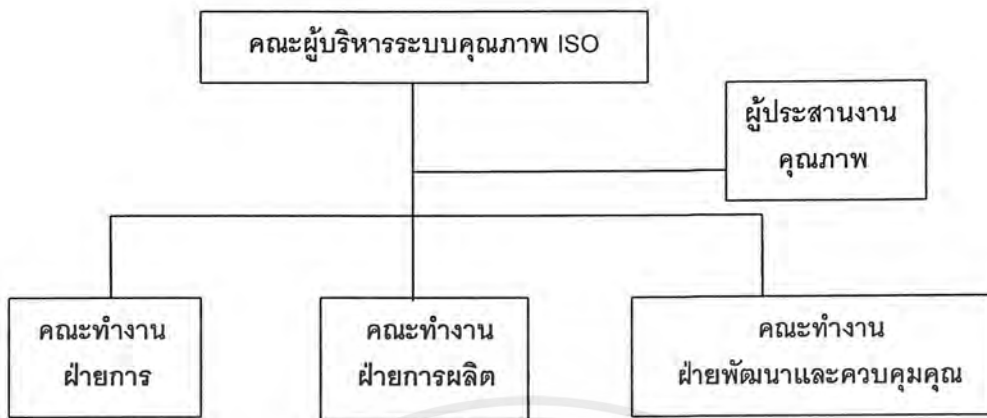 คณะผู้บริหารระบบคุณภาพ ISO
ผู้ประสานงาน
คุณภาพ
คณะทำงาน
ฝ่ายการ
คณะทำงาน
ฝ่ายการผลิต
คณะทำงาน
ฝ่ายพัฒนาและควบคุมคุณ